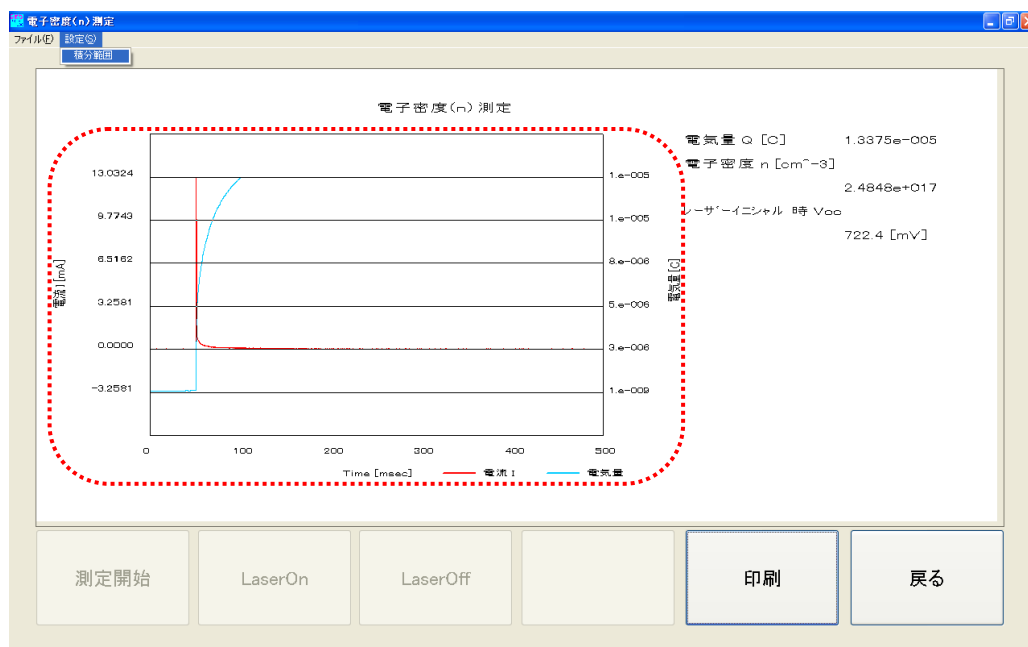 電子密度(n)測定
ファイル(F) 設定(S)
積分範囲
電子密度(n)測定
電気量 Q [C] 1.3375e-005
電子密度 n [cm^-3]
2.4848e+017
レーザーイニシャル 時 Voc
722.4 [mV]
13.0324
9.7743
6.5162
3.2581
0.0000
-3.2581
電流 I [mA]
1.e-005
1.e-005
8.e-006
5.e-006
3.e-006
1.e-009
電気量 [C]
0 100 200 300 400 500
Time [msec] 電流 I 電気量
測定開始 LaserOn LaserOff 印刷 戻る